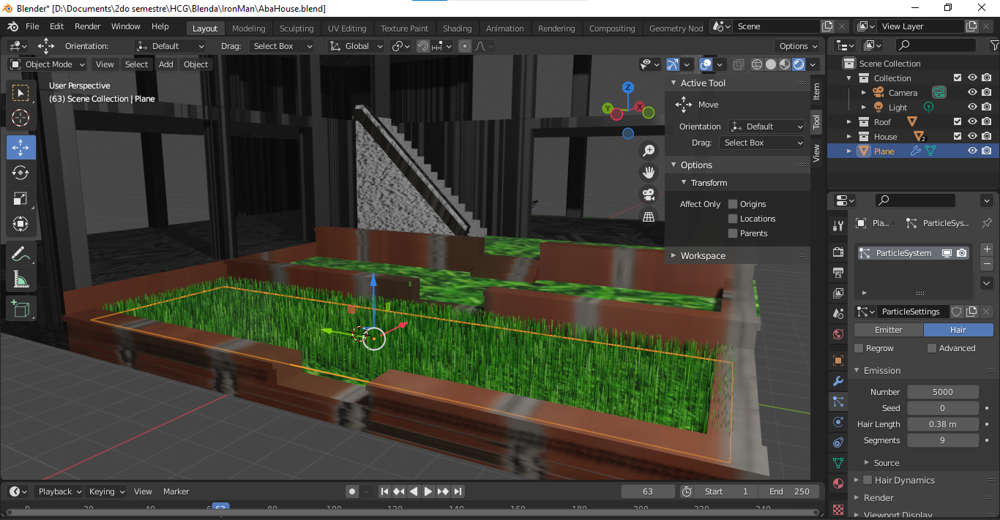 Blender* [D:\Documents\2do semestre\HCG\Blenda\IronMan\AbaHouse.blend]
File Edit Render Window Help Layout Modeling Sculpting UV Editing Texture Paint Shading Animation Rendering Compositing Geometry Nod Scene View Layer
Orientation: Default Drag: Select Box Global Options
Object Mode View Select Add Object
User Perspective
(63) Scene Collection | Plane
Z
Y
X
Active Tool
Move
Orientation Default
Drag: Select Box
Options
Transform
Affect Only Origins
Locations
Parents
Workspace
Item
Tool
View
Scene Collection
Collection
Camera
Light
Roof
House 2
Plane
Pla... ParticleSys...
ParticleSystem
ParticleSettings
Emitter Hair
Regrow Advanced
Emission
Number 5000
Seed 0
Hair Length 0.38 m
Segments 9
Source
Hair Dynamics
Render
Viewport Display
Playback Keying View Marker 63 Start 1 End 250
0 20 40 63 80 100 120 140 160 180 200 220 240